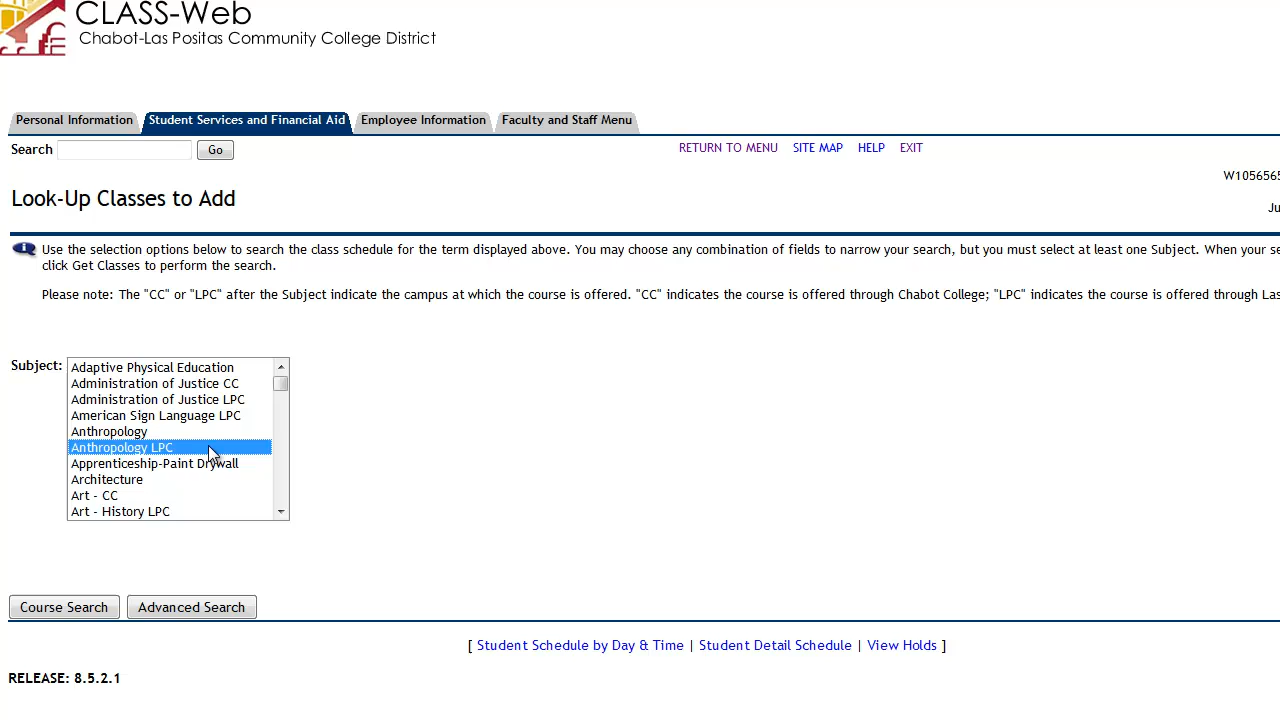 CLASS-Web
Chabot-Las Positas Community College District
Personal Information Student Services and Financial Aid Employee Information Faculty and Staff Menu
Search Go RETURN TO MENU SITE MAP HELP EXIT
W1056565
Look-Up Classes to Add
Ju
Use the selection options below to search the class schedule for the term displayed above. You may choose any combination of fields to narrow your search, but you must select at least one Subject. When your se
click Get Classes to perform the search.
Please note: The "CC" or "LPC" after the Subject indicate the campus at which the course is offered. "CC" indicates the course is offered through Chabot College; "LPC" indicates the course is offered through Las
Subject: Adaptive Physical Education
Administration of Justice CC
Administration of Justice LPC
American Sign Language LPC
Anthropology
Anthropology LPC
Apprenticeship-Paint Drywall
Architecture
Art - CC
Art - History LPC
Course Search Advanced Search
[ Student Schedule by Day & Time | Student Detail Schedule | View Holds ]
RELEASE: 8.5.2.1